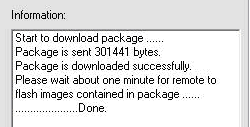 Information:
Start to download package ......
Package is sent 301441 bytes.
Package is downloaded successfully.
Please wait about one minute for remote to
flash images contained in package ......
......................Done.